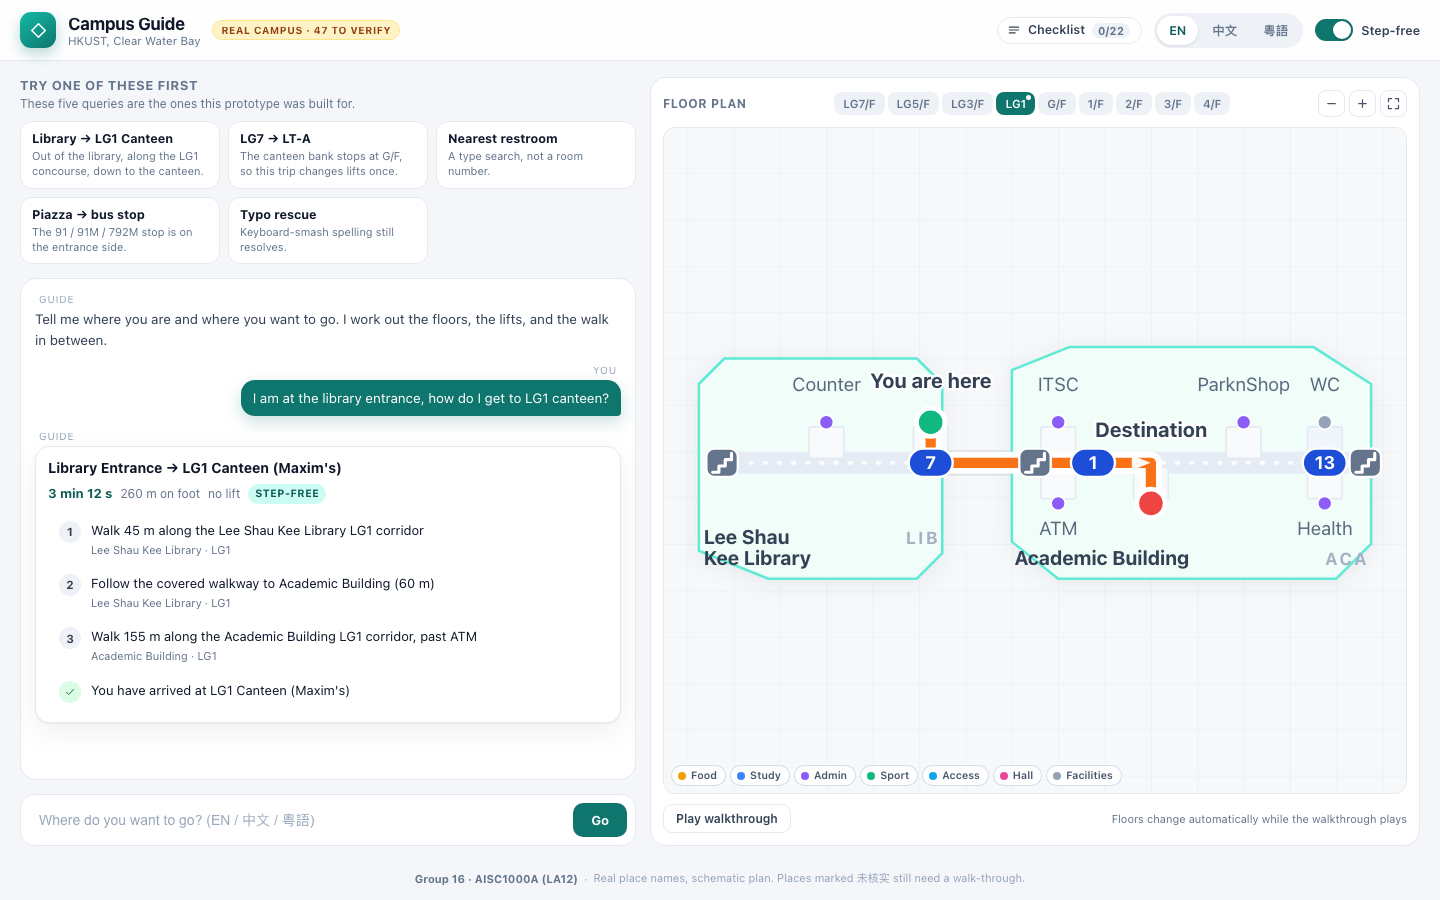 Campus Guide
HKUST, Clear Water Bay
REAL CAMPUS · 47 TO VERIFY
Checklist 0/22
EN 中文 粵語
Step-free
TRY ONE OF THESE FIRST
These five queries are the ones this prototype was built for.
Library → LG1 Canteen
Out of the library, along the LG1
concourse, down to the canteen.
LG7 → LT-A
The canteen bank stops at G/F,
so this trip changes lifts once.
Nearest restroom
A type search, not a room
number.
Piazza → bus stop
The 91 / 91M / 792M stop is on
the entrance side.
Typo rescue
Keyboard-smash spelling still
resolves.
GUIDE
Tell me where you are and where you want to go. I work out the floors, the lifts, and the walk
in between.
YOU
I am at the library entrance, how do I get to LG1 canteen?
GUIDE
Library Entrance → LG1 Canteen (Maxim's)
3 min 12 s 260 m on foot no lift STEP-FREE
1 Walk 45 m along the Lee Shau Kee Library LG1 corridor
Lee Shau Kee Library · LG1
2 Follow the covered walkway to Academic Building (60 m)
Lee Shau Kee Library · LG1
3 Walk 155 m along the Academic Building LG1 corridor, past ATM
Academic Building · LG1
You have arrived at LG1 Canteen (Maxim's)
Where do you want to go? (EN / 中文 / 粵語)
Go
FLOOR PLAN
LG7/F LG5/F LG3/F LG1 G/F 1/F 2/F 3/F 4/F
Counter You are here
ITSC ParknShop WC
Destination
7 1 13
ATM Health
Lee Shau
Kee Library
LIB
Academic Building
ACA
Food Study Admin Sport Access Hall Facilities
Play walkthrough
Floors change automatically while the walkthrough plays
Group 16 · AISC1000A (LA12) · Real place names, schematic plan. Places marked 未核实 still need a walk-through.